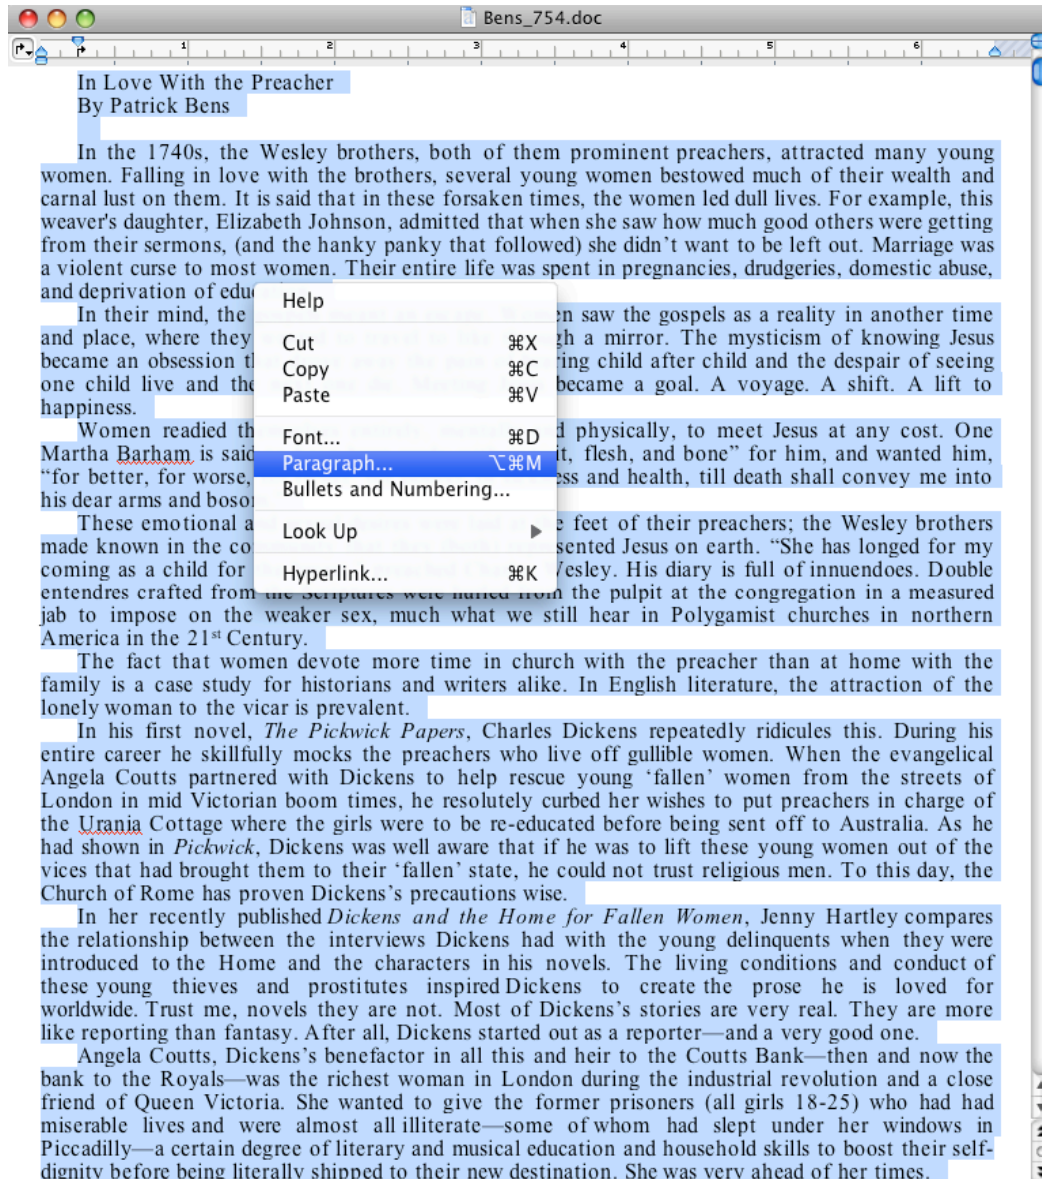 Bens_754.doc
1 2 3 4 5 6
In Love With the Preacher
By Patrick Bens
In the 1740s, the Wesley brothers, both of them prominent preachers, attracted many young
women. Falling in love with the brothers, several young women bestowed much of their wealth and
carnal lust on them. It is said that in these forsaken times, the women led dull lives. For example, this
weaver's daughter, Elizabeth Johnson, admitted that when she saw how much good others were getting
from their sermons, (and the hanky panky that followed) she didn’t want to be left out. Marriage was
a violent curse to most women. Their entire life was spent in pregnancies, drudgeries, domestic abuse,
and deprivation of
In their mind, the saw the gospels as a reality in another time
and place, where they a mirror. The mysticism of knowing Jesus
became an obsession child after child and the despair of seeing
one child live and became a goal. A voyage. A shift. A lift to
happiness.
Women readied physically, to meet Jesus at any cost. One
Martha Barham is flesh, and bone” for him, and wanted him,
“for better, for worse, and health, till death shall convey me into
his dear arms and
These emotional feet of their preachers; the Wesley brothers
made known in the Jesus on earth. “She has longed for my
coming as a child for Wesley. His diary is full of innuendoes. Double
entendres crafted from the Scriptures were hurled from the pulpit at the congregation in a measured
jab to impose on the weaker sex, much what we still hear in Polygamist churches in northern
America in the 21st Century.
The fact that women devote more time in church with the preacher than at home with the
family is a case study for historians and writers alike. In English literature, the attraction of the
lonely woman to the vicar is prevalent.
In his first novel, The Pickwick Papers, Charles Dickens repeatedly ridicules this. During his
entire career he skillfully mocks the preachers who live off gullible women. When the evangelical
Angela Coutts partnered with Dickens to help rescue young ‘fallen’ women from the streets of
London in mid Victorian boom times, he resolutely curbed her wishes to put preachers in charge of
the Urania Cottage where the girls were to be re-educated before being sent off to Australia. As he
had shown in Pickwick, Dickens was well aware that if he was to lift these young women out of the
vices that had brought them to their ‘fallen’ state, he could not trust religious men. To this day, the
Church of Rome has proven Dickens’s precautions wise.
In her recently published Dickens and the Home for Fallen Women, Jenny Hartley compares
the relationship between the interviews Dickens had with the young delinquents when they were
introduced to the Home and the characters in his novels. The living conditions and conduct of
these young thieves and prostitutes inspired Dickens to create the prose he is loved for
worldwide. Trust me, novels they are not. Most of Dickens’s stories are very real. They are more
like reporting than fantasy. After all, Dickens started out as a reporter—and a very good one.
Angela Coutts, Dickens’s benefactor in all this and heir to the Coutts Bank—then and now the
bank to the Royals—was the richest woman in London during the industrial revolution and a close
friend of Queen Victoria. She wanted to give the former prisoners (all girls 18-25) who had had
miserable lives and were almost all illiterate—some of whom had slept under her windows in
Piccadilly—a certain degree of literary and musical education and household skills to boost their self-
dignity before being literally shipped to their new destination. She was very ahead of her times.
Help
Cut ⌘X
Copy ⌘C
Paste ⌘V
Font... ⌘D
Paragraph... ⌥⌘M
Bullets and Numbering...
Look Up
Hyperlink... ⌘K